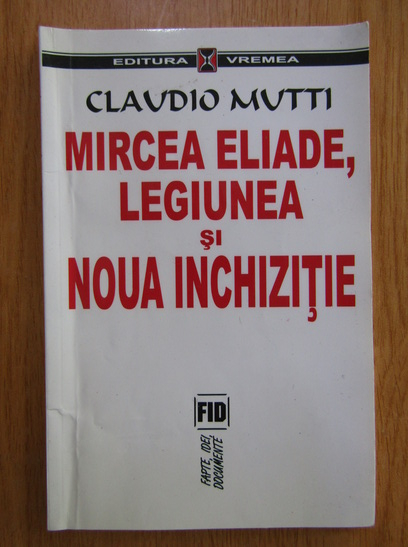 EDITURA VREMEA
CLAUDIO MUTTI
MIRCEA ELIADE,
LEGIUNEA
ŞI
NOUA INCHIZIŢIE
FID
FAPTE, IDEI,
DOCUMENTE